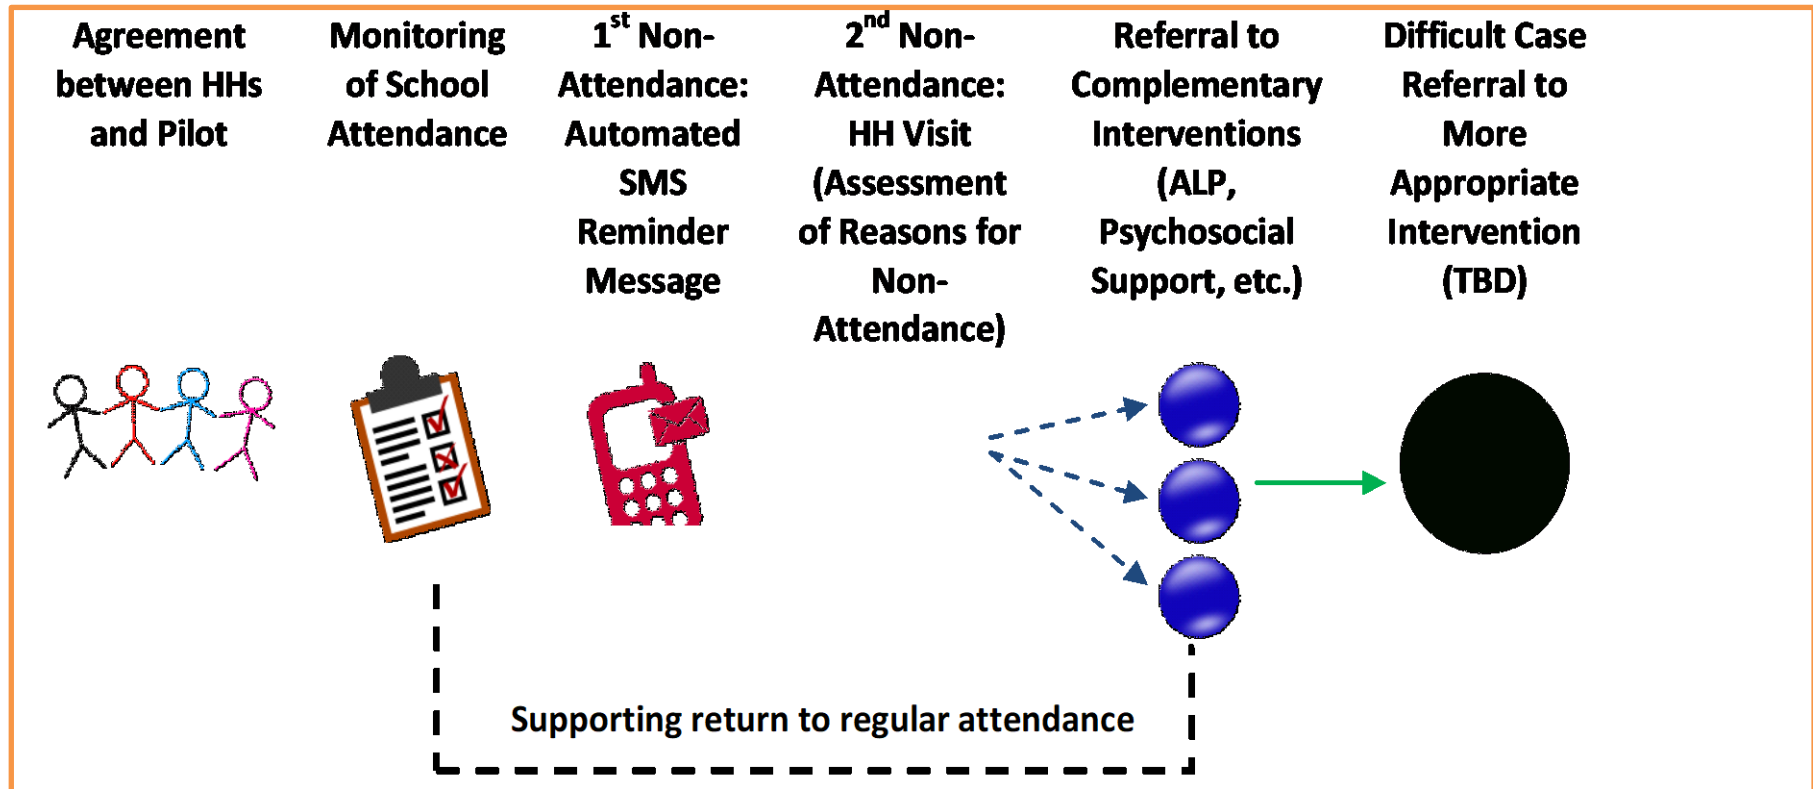 Agreement
between HHs
and Pilot
Monitoring
of School
Attendance
1st Non-
Attendance:
Automated
SMS
Reminder
Message
2nd Non-
Attendance:
HH Visit
(Assessment
of Reasons for
Non-
Attendance)
Referral to
Complementary
Interventions
(ALP,
Psychosocial
Support, etc.)
Difficult Case
Referral to
More
Appropriate
Intervention
(TBD)
Supporting return to regular attendance